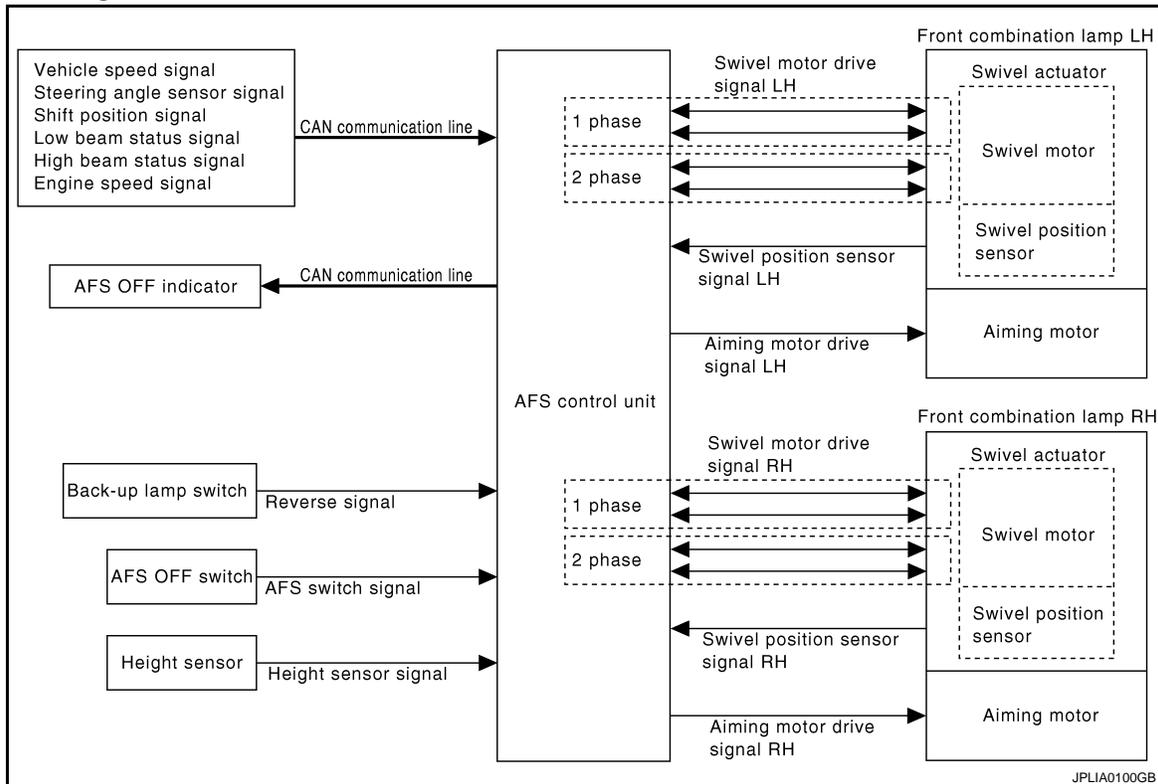 Front combination lamp LH
Vehicle speed signal
Steering angle sensor signal
Shift position signal
Low beam status signal
High beam status signal
Engine speed signal
CAN communication line
Swivel motor drive
signal LH
Swivel actuator
1 phase
2 phase
Swivel motor
Swivel position
sensor
Swivel position sensor
signal LH
AFS OFF indicator
CAN communication line
Aiming motor drive
signal LH
Aiming motor
AFS control unit
Front combination lamp RH
Swivel motor drive
signal RH
Swivel actuator
Back-up lamp switch
Reverse signal
1 phase
2 phase
Swivel motor
AFS OFF switch
AFS switch signal
Swivel position
sensor
Swivel position sensor
signal RH
Height sensor
Height sensor signal
Aiming motor drive
signal RH
Aiming motor
JPLIA0100GB